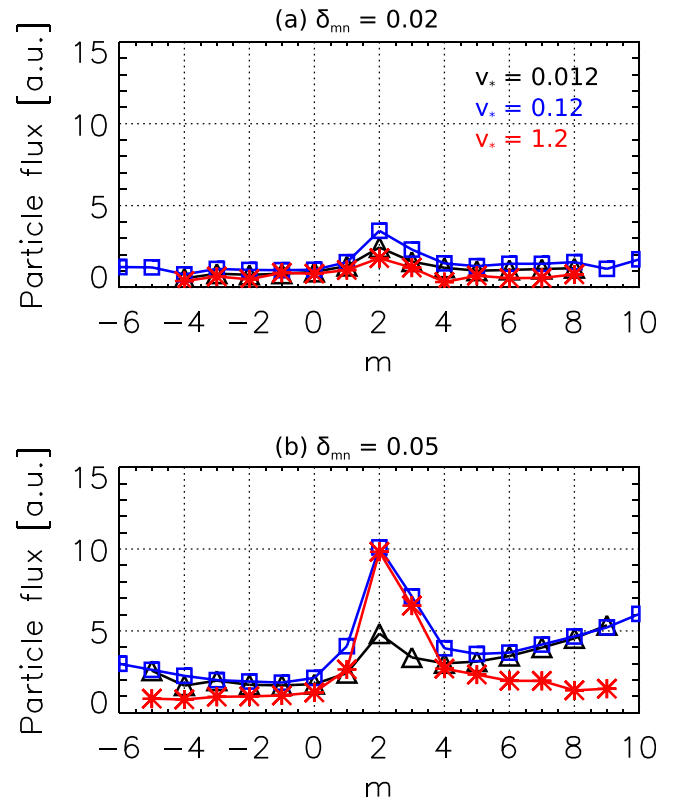 (a) δmn = 0.02
Particle flux [a.u.]
15
10
5
0
ν* = 0.012
ν* = 0.12
ν* = 1.2
−6 −4 −2 0 2 4 6 8 10
m
(b) δmn = 0.05
Particle flux [a.u.]
15
10
5
0
−6 −4 −2 0 2 4 6 8 10
m